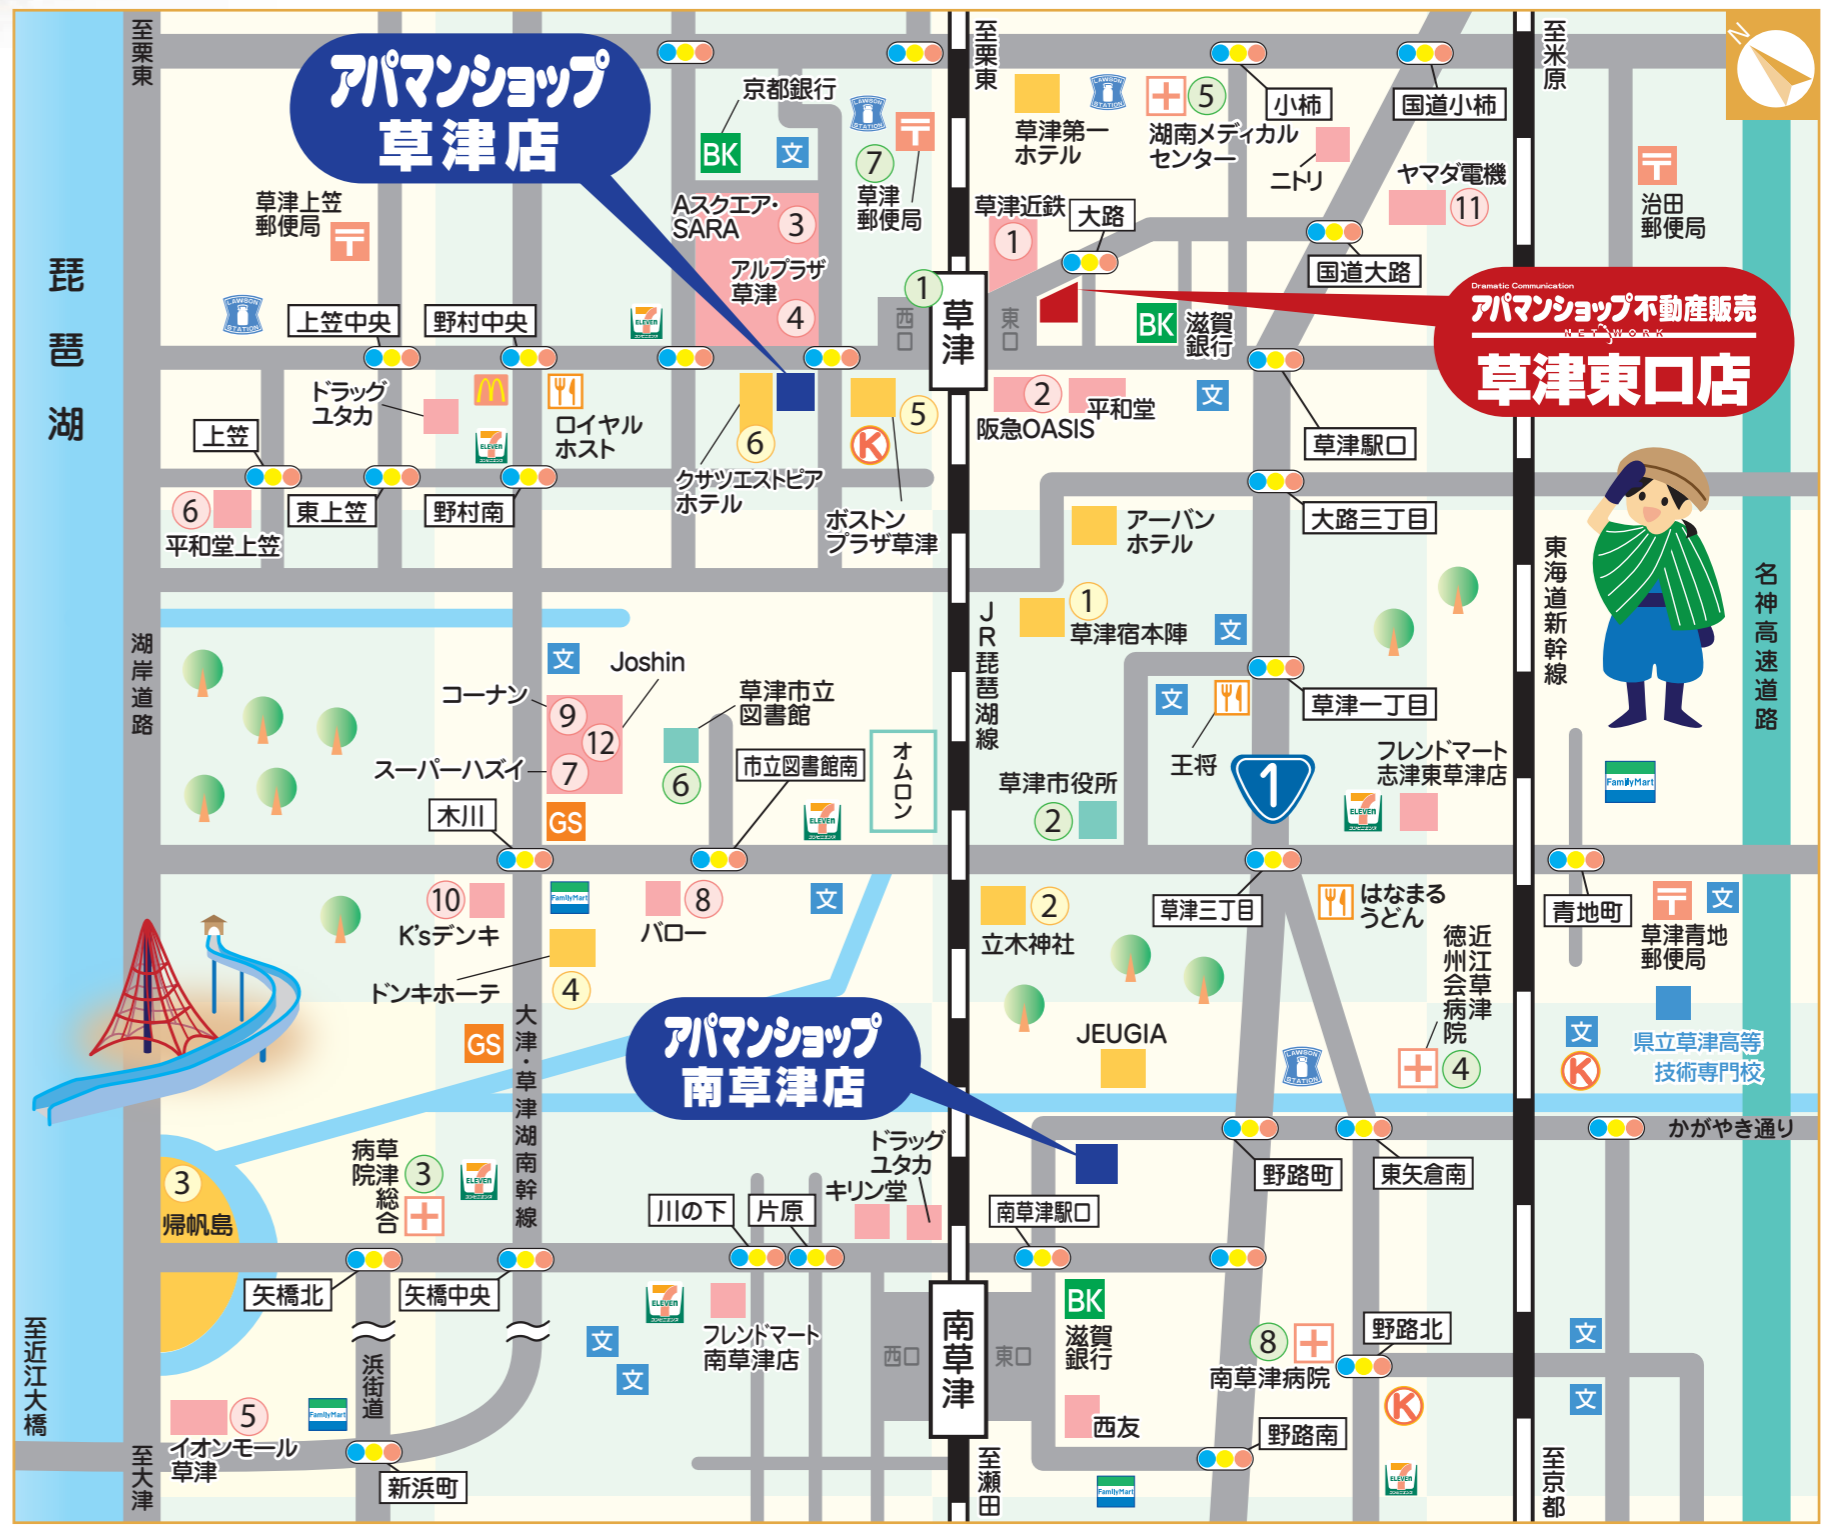 至栗東
至栗東
至米原
N
アパマンショップ
草津店
京都銀行
BK
文
LAWSON
STATION
〒
7
草津
郵便局
草津第一
ホテル
LAWSON
STATION
5
湖南メディカル
センター
小柿
国道小柿
ニトリ
ヤマダ電機
11
〒
治田
郵便局
草津上笠
郵便局
〒
Aスクエア・
SARA
3
アルプラザ
草津
4
草津近鉄
1
大路
国道大路
琵琶湖
LAWSON
STATION
上笠中央
野村中央
ELEVEN
1
西口
草津
東口
BK
滋賀
銀行
Dramatic Communication
アパマンショップ不動産販売
NETWORK
草津東口店
ドラッグ
ユタカ
M
ELEVEN
ロイヤル
ホスト
6
クサツエストピア
ホテル
5
K
ボストン
プラザ草津
2
阪急OASIS
平和堂
文
草津駅口
上笠
東上笠
野村南
6
平和堂上笠
アーバン
ホテル
大路三丁目
湖岸道路
JR琵琶湖線
東海道新幹線
名神高速道路
1
草津宿本陣
文
文
Joshin
コーナン
9
12
スーパーハズイ
7
GS
木川
草津市立
図書館
6
市立図書館南
ELEVEN
オムロン
文
王将
草津一丁目
草津市役所
2
1
フレンドマート
志津東草津店
ELEVEN
FamilyMart
10
K'sデンキ
FamilyMart
8
バロー
文
ドンキホーテ
4
2
立木神社
草津三丁目
はなまる
うどん
青地町
〒
文
草津青地
郵便局
近江草津
徳州会病院
4
GS
大津・草津湖南幹線
アパマンショップ
南草津店
JEUGIA
LAWSON
STATION
文
K
県立草津高等
技術専門校
かがやき通り
3
帰帆島
草津総合
病院
3
ELEVEN
ドラッグ
ユタカ
キリン堂
川の下
片原
南草津駅口
野路町
東矢倉南
矢橋北
矢橋中央
至近江大橋
浜街道
ELEVEN
フレンドマート
南草津店
文
文
西口
南草津
東口
BK
滋賀
銀行
8
南草津病院
野路北
文
文
5
イオンモール
草津
FamilyMart
西友
K
野路南
新浜町
FamilyMart
ELEVEN
至大津
至瀬田
至京都